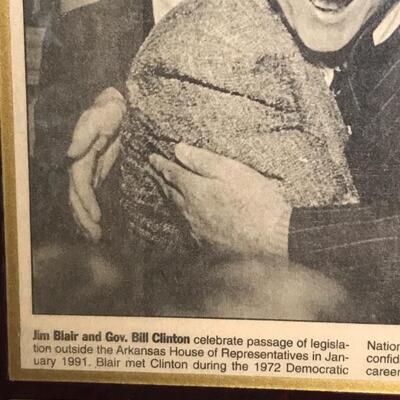 Jim Blair and Gov. Bill Clinton celebrate passage of legisla-
tion outside the Arkansas House of Representatives in Jan-
uary 1991. Blair met Clinton during the 1972 Democratic
Nation
confid
career